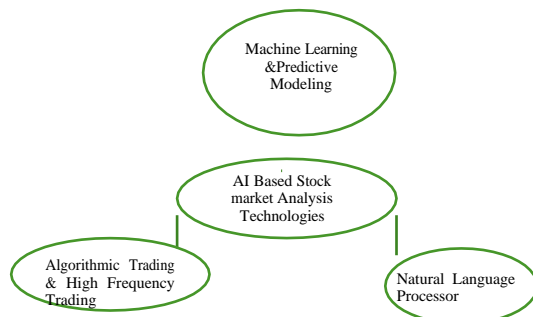 Machine Learning
&Predictive
Modeling
AI Based Stock
market Analysis
Technologies
Algorithmic Trading
& High Frequency
Trading
Natural Language
Processor